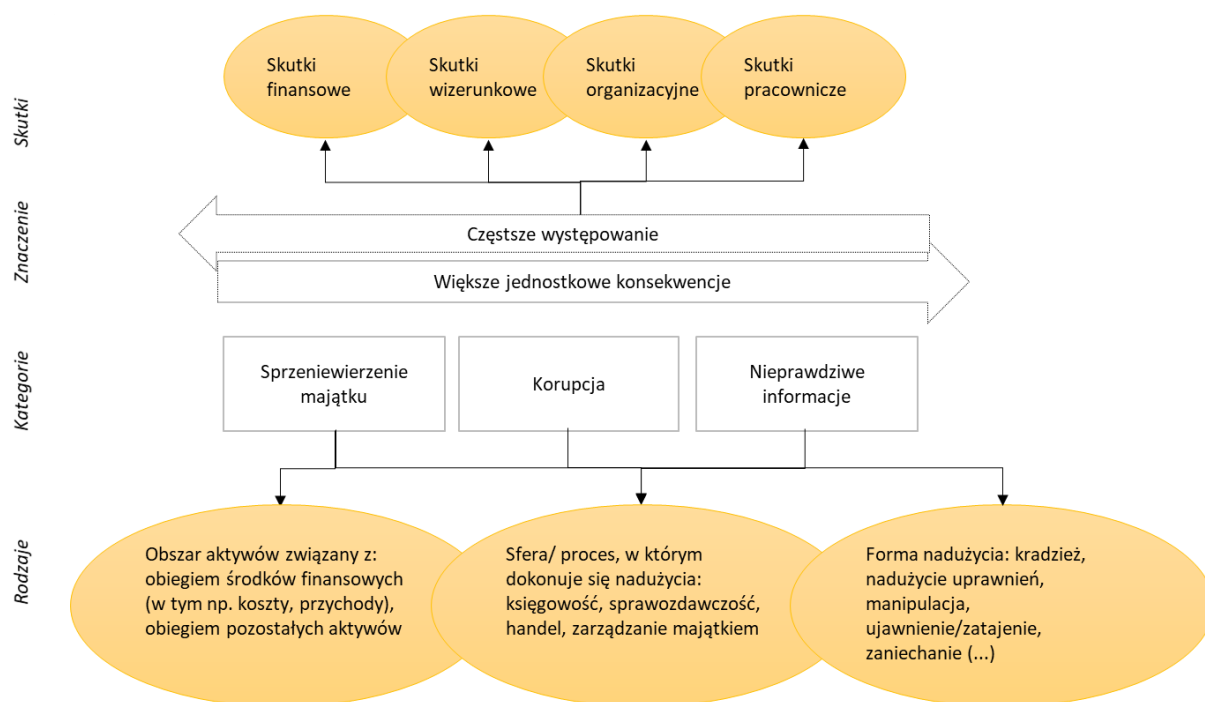 Skutki
Skutki
finansowe
Skutki
wizerunkowe
Skutki
organizacyjne
Skutki
pracownicze
Znaczenie
Częstsze występowanie
Większe jednostkowe konsekwencje
Kategorie
Sprzeniewierzenie
majątku
Korupcja
Nieprawdziwe
informacje
Rodzaje
Obszar aktywów związany z:
obiegiem środków finansowych
(w tym np. koszty, przychody),
obiegiem pozostałych aktywów
Sfera/ proces, w którym
dokonuje się nadużycia:
księgowość, sprawozdawczość,
handel, zarządzanie majątkiem
Forma nadużycia: kradzież,
nadużycie uprawnień,
manipulacja,
ujawnienie/zatajenie,
zaniechanie (...)